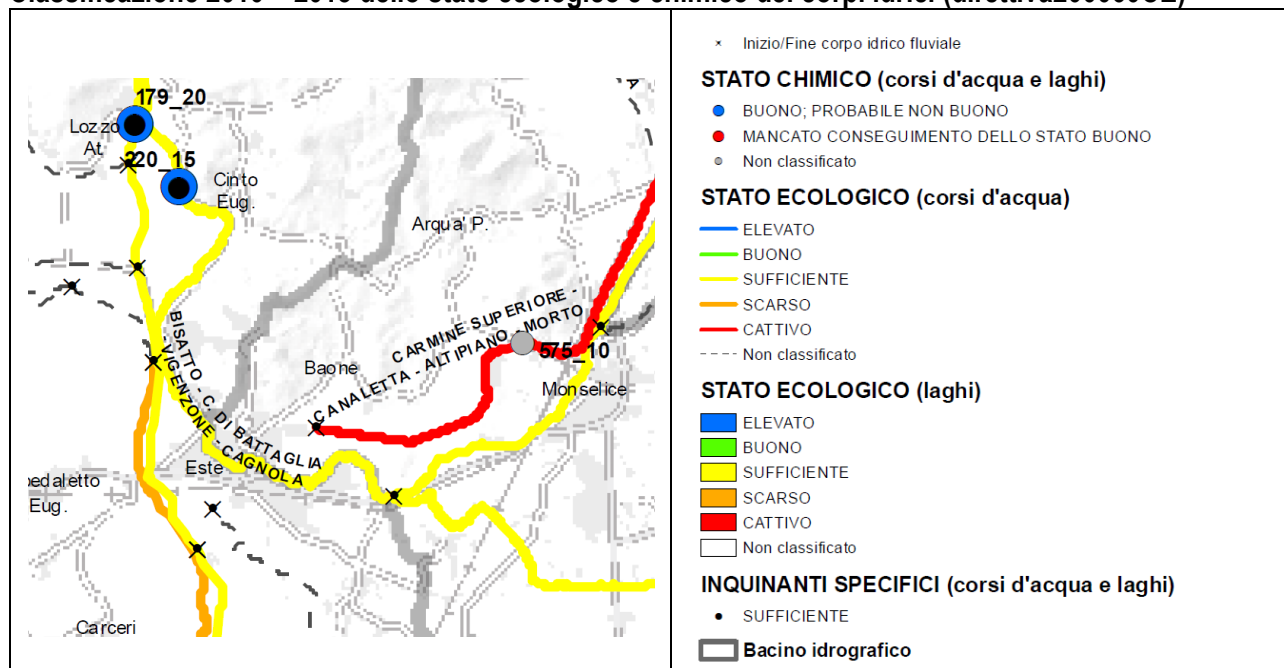 179_20
Lozzo
At.
220_15
Cinto
Eug.
Arqua' P.
CARMINE SUPERIORE -
CANALETTA - ALTIPIANO - MORTO
575_10
Baone
Monselice
BISATTO - C. DI BATTAGLIA
- VIGENZONE - CAGNOLA
Este
pedaletto
Eug.
Carceri
A
× Inizio/Fine corpo idrico fluviale
STATO CHIMICO (corsi d'acqua e laghi)
BUONO; PROBABILE NON BUONO
MANCATO CONSEGUIMENTO DELLO STATO BUONO
Non classificato
STATO ECOLOGICO (corsi d'acqua)
ELEVATO
BUONO
SUFFICIENTE
SCARSO
CATTIVO
Non classificato
STATO ECOLOGICO (laghi)
ELEVATO
BUONO
SUFFICIENTE
SCARSO
CATTIVO
Non classificato
INQUINANTI SPECIFICI (corsi d'acqua e laghi)
SUFFICIENTE
Bacino idrografico